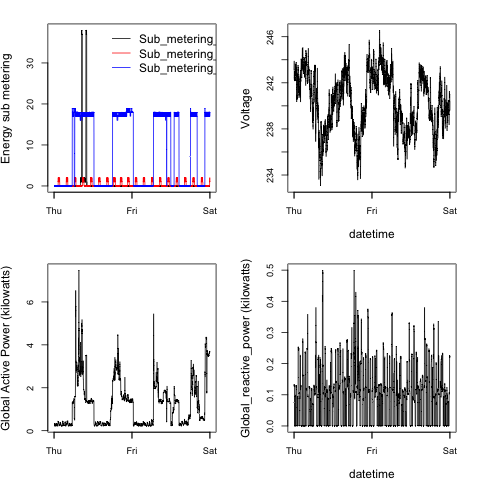 Energy sub metering
0
10
20
30
Sub_metering_
Sub_metering_
Sub_metering_
Thu
Fri
Sat
Voltage
234
238
242
246
Thu
Fri
Sat
datetime
Global Active Power (kilowatts)
0
2
4
6
Thu
Fri
Sat
Global_reactive_power (kilowatts)
0.0
0.1
0.2
0.3
0.4
0.5
Thu
Fri
Sat
datetime